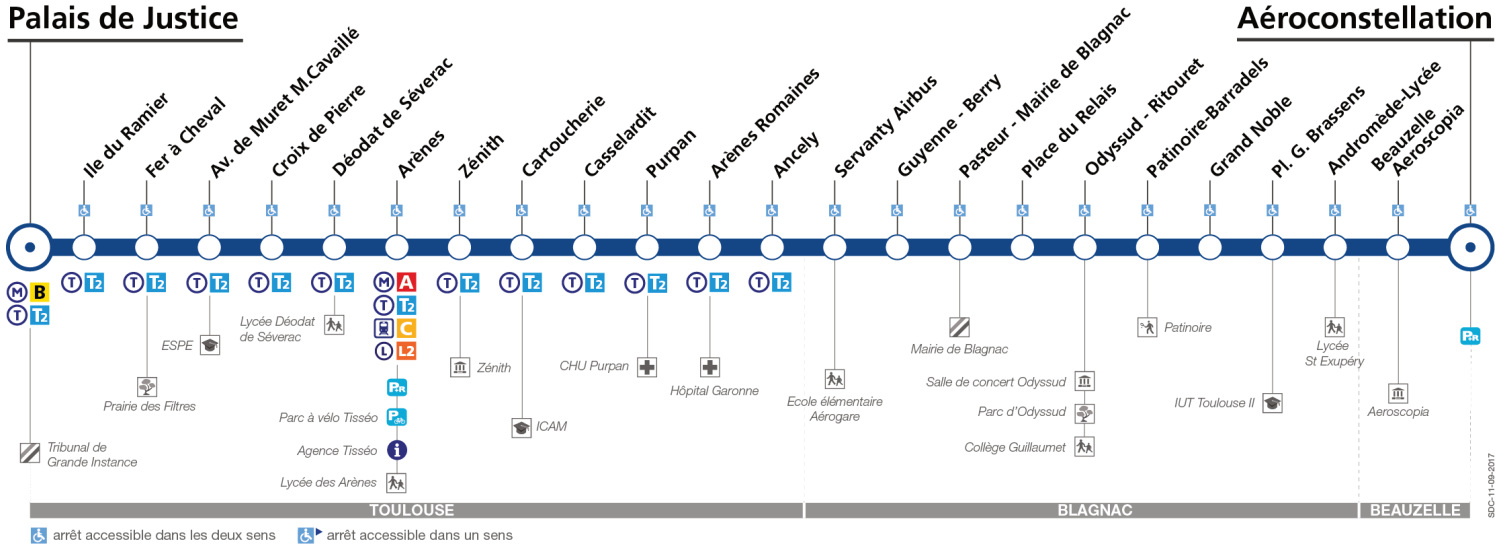 Palais de Justice
Aéroconstellation
Ile du Ramier
Fer à Cheval
Av. de Muret M.Cavaillé
Croix de Pierre
Déodat de Séverac
Arènes
Zénith
Cartoucherie
Casselardit
Purpan
Arènes Romaines
Ancely
Servanty Airbus
Guyenne - Berry
Pasteur - Mairie de Blagnac
Place du Relais
Odyssud - Ritouret
Patinoire-Barradels
Grand Noble
Pl. G. Brassens
Andromède-Lycée
Beauzelle
Aeroscopia
M B
T T2
T T2
T T2
T T2
T T2
T T2
M A
T T2
C
L L2
P+R
T T2
T T2
T T2
T T2
T T2
T T2
P+R
Tribunal de
Grande Instance
Prairie des Filtres
ESPE
Lycée Déodat
de Séverac
P
Parc à vélo Tisséo
Agence Tisséo
i
Lycée des Arènes
Zénith
ICAM
CHU Purpan
Hôpital Garonne
Ecole élémentaire
Aérogare
Mairie de Blagnac
Salle de concert Odyssud
Parc d'Odyssud
Collège Guillaumet
Patinoire
IUT Toulouse II
Lycée
St Exupéry
Aeroscopia
SDC-11-09-2017
TOULOUSE
BLAGNAC
BEAUZELLE
arrêt accessible dans les deux sens
arrêt accessible dans un sens